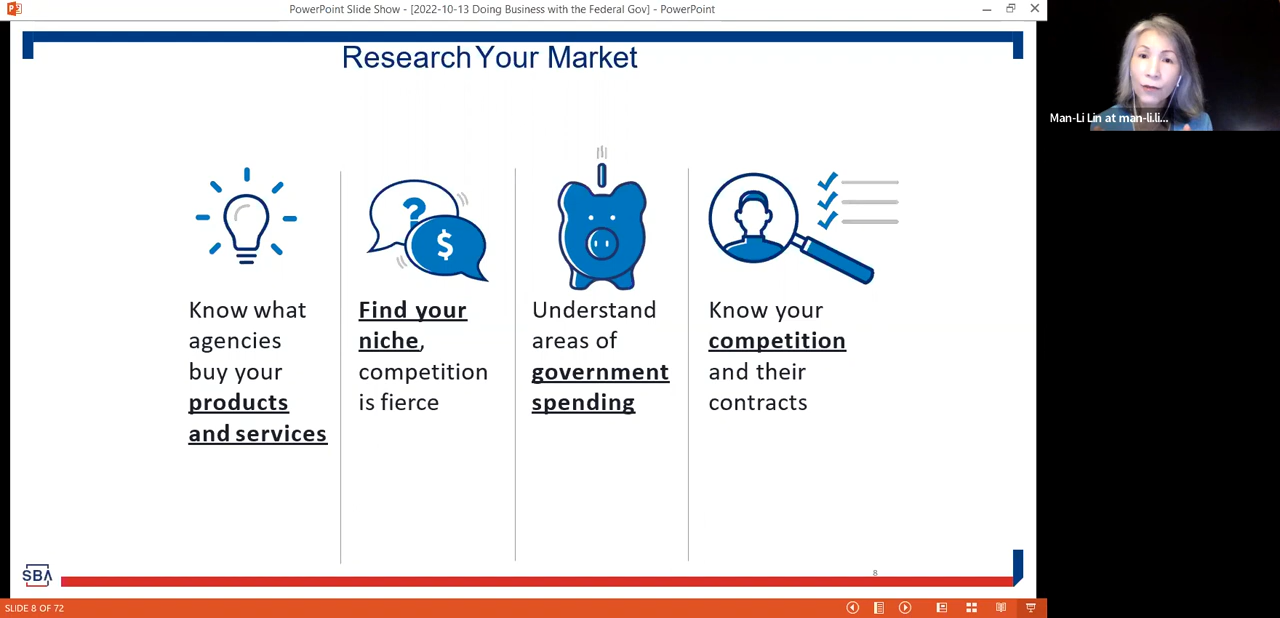 PowerPoint Slide Show - [2022-10-13 Doing Business with the Federal Gov] - PowerPoint
Research Your Market
?
$
Know what
agencies
buy your
products
and services
Find your
niche,
competition
is fierce
Understand
areas of
government
spending
Know your
competition
and their
contracts
Man-Li Lin at man-li.li...
SBA
8
SLIDE 8 OF 72